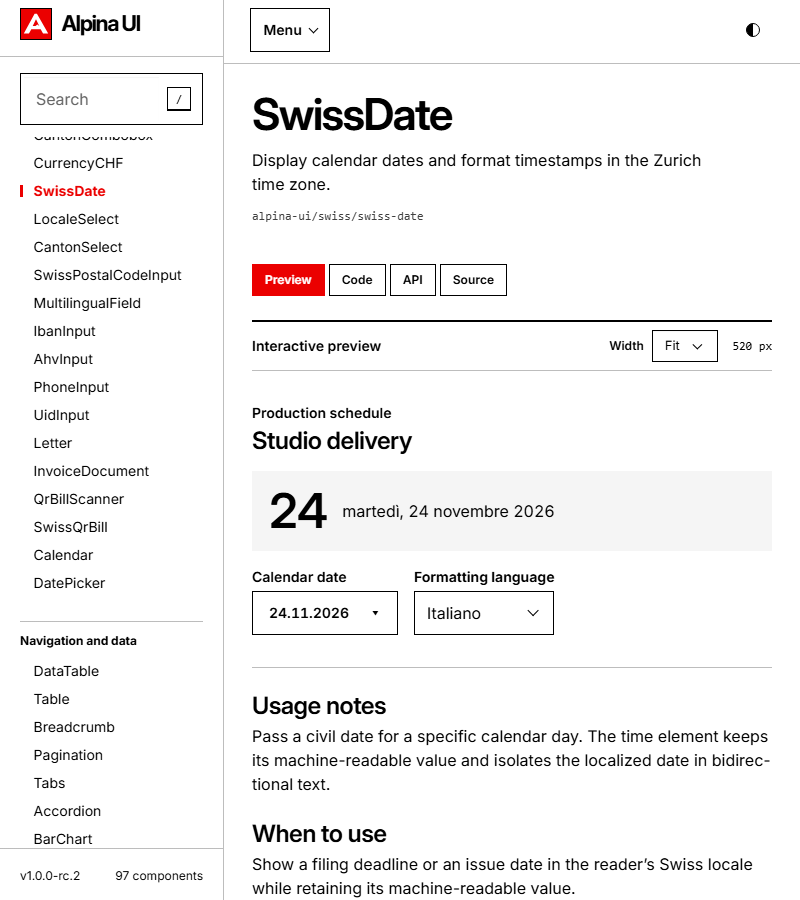 Alpina UI
Menu
Search
/
CurrencyCHF
SwissDate
LocaleSelect
CantonSelect
SwissPostalCodeInput
MultilingualField
IbanInput
AhvInput
PhoneInput
UidInput
Letter
InvoiceDocument
QrBillScanner
SwissQrBill
Calendar
DatePicker
Navigation and data
DataTable
Table
Breadcrumb
Pagination
Tabs
Accordion
BarChart
v1.0.0-rc.2 97 components
SwissDate
Display calendar dates and format timestamps in the Zurich
time zone.
alpina-ui/swiss/swiss-date
Preview Code API Source
Interactive preview Width Fit 520 px
Production schedule
Studio delivery
24 martedì, 24 novembre 2026
Calendar date Formatting language
24.11.2026 Italiano
Usage notes
Pass a civil date for a specific calendar day. The time element keeps
its machine-readable value and isolates the localized date in bidirec-
tional text.
When to use
Show a filing deadline or an issue date in the reader’s Swiss locale
while retaining its machine-readable value.